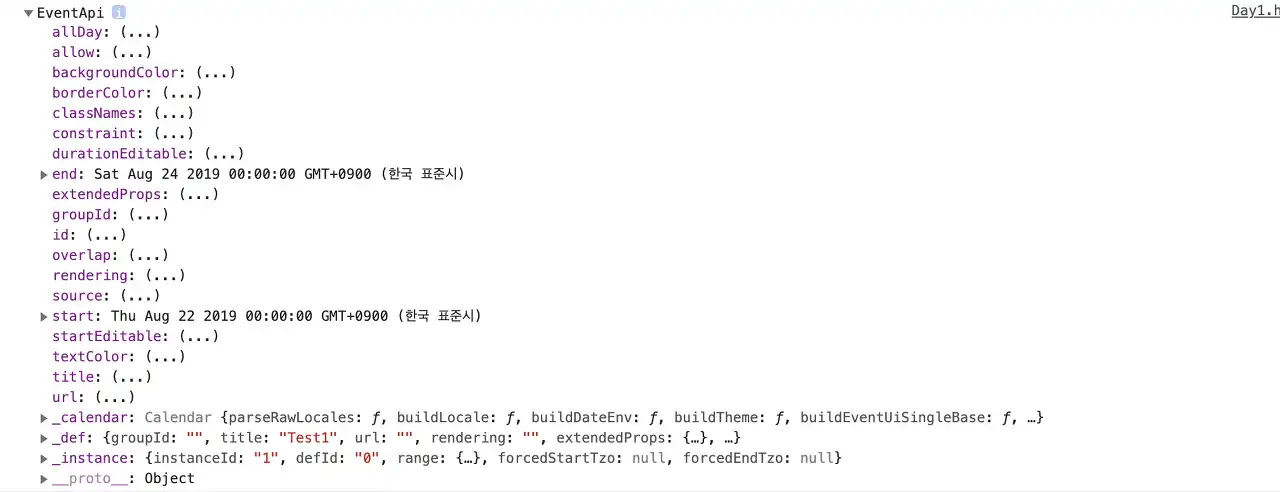 ▼EventApi i
Day1.h
allDay: (...)
allow: (...)
backgroundColor: (...)
borderColor: (...)
classNames: (...)
constraint: (...)
durationEditable: (...)
▶end: Sat Aug 24 2019 00:00:00 GMT+0900 (한국 표준시)
extendedProps: (...)
groupId: (...)
id: (...)
overlap: (...)
rendering: (...)
source: (...)
▶start: Thu Aug 22 2019 00:00:00 GMT+0900 (한국 표준시)
startEditable: (...)
textColor: (...)
title: (...)
url: (...)
▶_calendar: Calendar {parseRawLocales: ƒ, buildLocale: ƒ, buildDateEnv: ƒ, buildTheme: ƒ, buildEventUiSingleBase: ƒ, …}
▶_def: {groupId: "", title: "Test1", url: "", rendering: "", extendedProps: {…}, …}
▶_instance: {instanceId: "1", defId: "0", range: {…}, forcedStartTzo: null, forcedEndTzo: null}
▶__proto__: Object